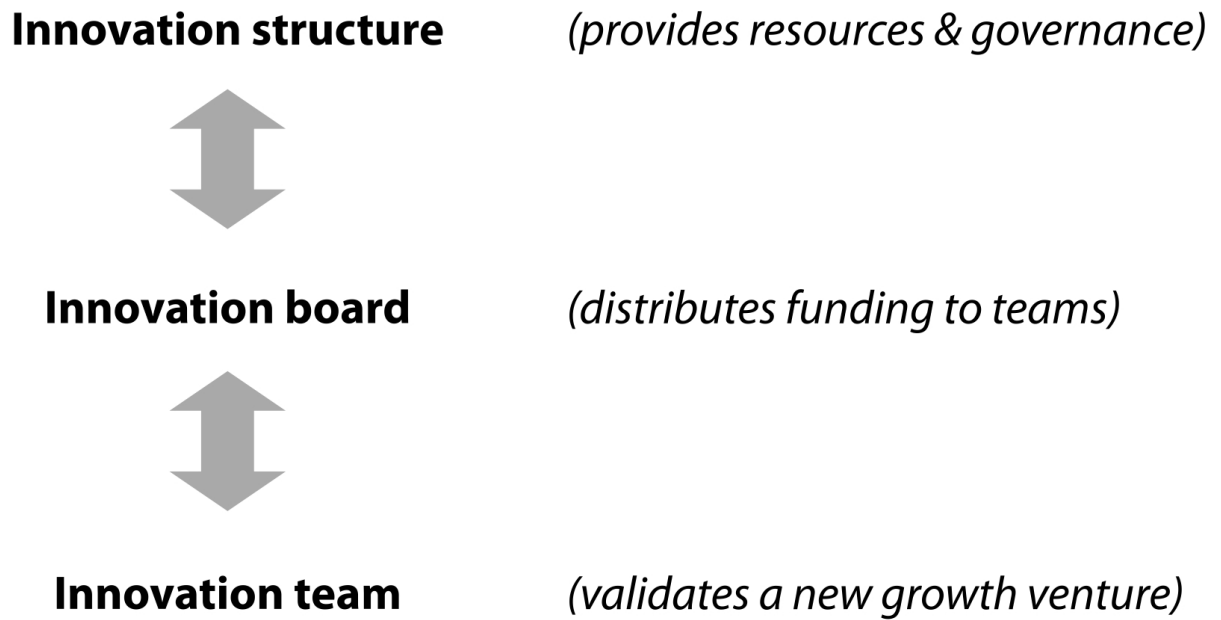 Innovation structure (provides resources & governance)
Innovation board (distributes funding to teams)
Innovation team (validates a new growth venture)